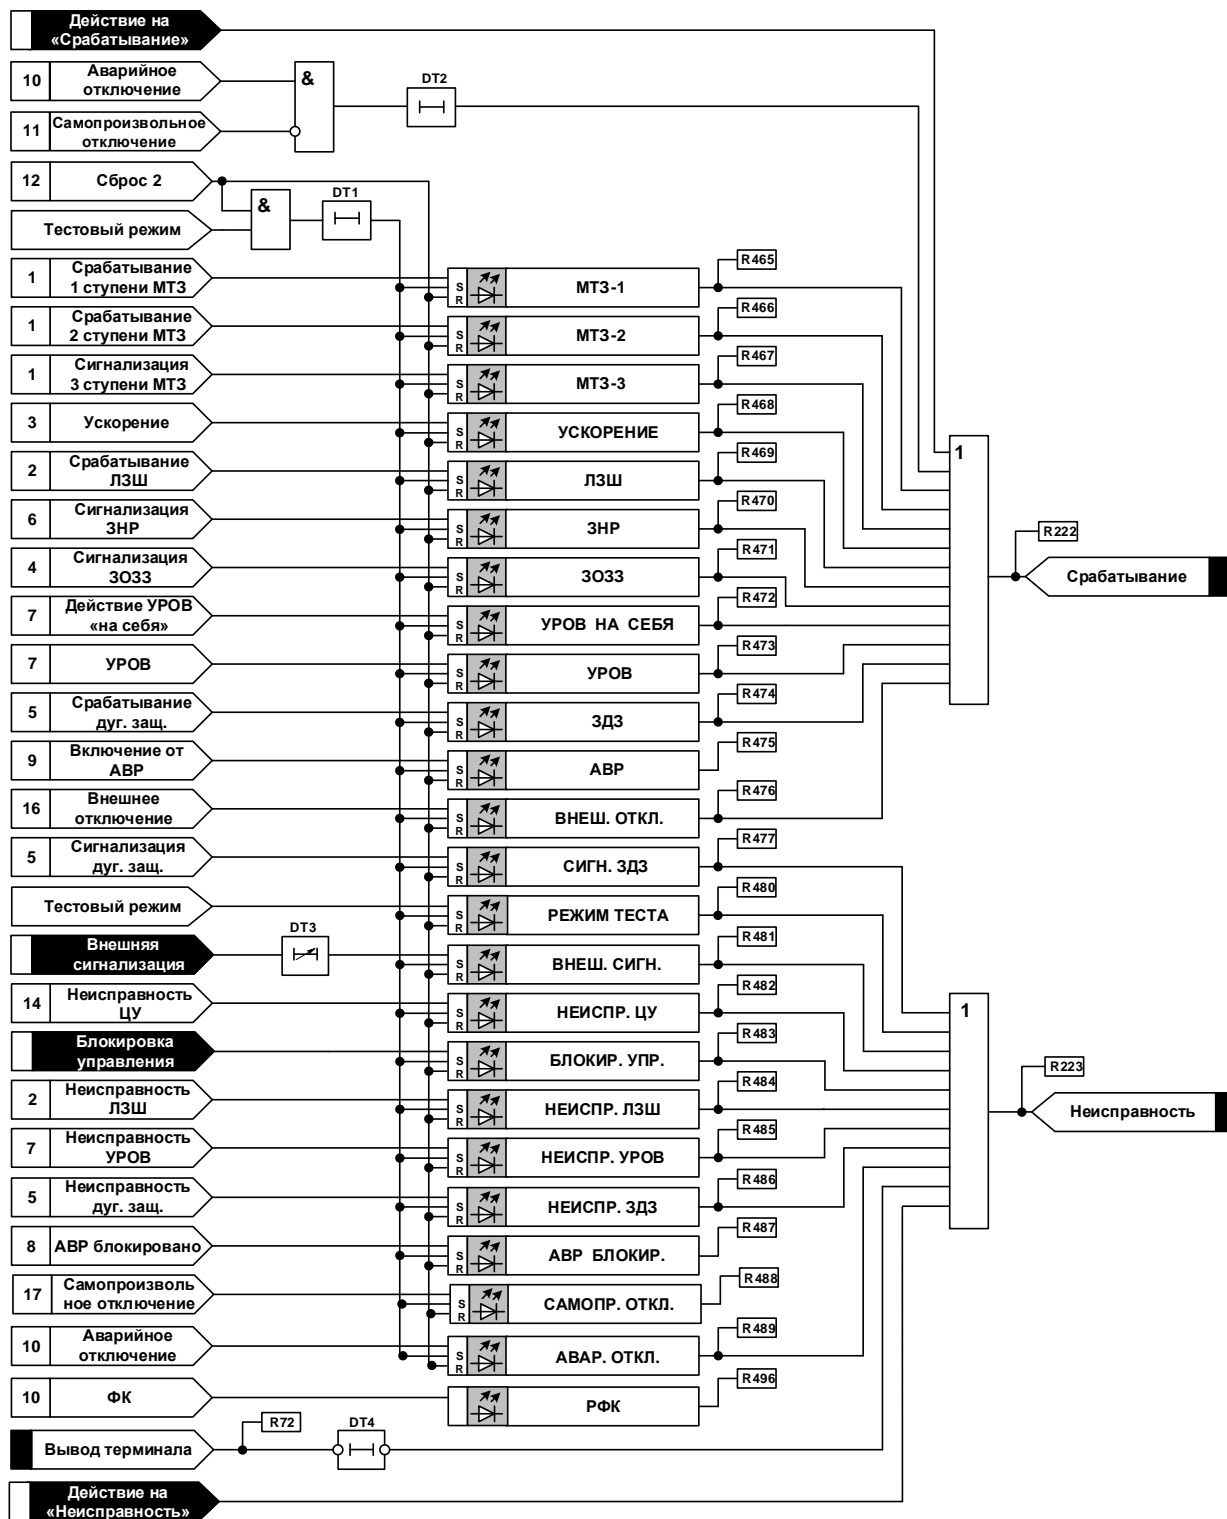 Действие на
«Срабатывание»
10 Аварийное
отключение
&
DT2
11 Самопроизвольное
отключение
12 Сброс 2
&
DT1
Тестовый режим
1 Срабатывание
1 ступени МТЗ
S
R
МТЗ-1
R465
1 Срабатывание
2 ступени МТЗ
S
R
МТЗ-2
R466
1 Сигнализация
3 ступени МТЗ
S
R
МТЗ-3
R467
3 Ускорение
S
R
УСКОРЕНИЕ
R468
2 Срабатывание
ЛЗШ
S
R
ЛЗШ
R469
1
6 Сигнализация
ЗНР
S
R
ЗНР
R470
4 Сигнализация
ЗОЗЗ
S
R
ЗОЗЗ
R471
R222
Срабатывание
7 Действие УРОВ
«на себя»
S
R
УРОВ НА СЕБЯ
R472
7 УРОВ
S
R
УРОВ
R473
5 Срабатывание
дуг. защ.
S
R
ЗДЗ
R474
9 Включение от
АВР
S
R
АВР
R475
16 Внешнее
отключение
S
R
ВНЕШ. ОТКЛ.
R476
5 Сигнализация
дуг. защ.
S
R
СИГН. ЗДЗ
R477
Тестовый режим
S
R
РЕЖИМ ТЕСТА
R480
Внешняя
сигнализация
DT3
S
R
ВНЕШ. СИГН.
R481
14 Неисправность
ЦУ
S
R
НЕИСПР. ЦУ
R482
1
Блокировка
управления
S
R
БЛОКИР. УПР.
R483
2 Неисправность
ЛЗШ
S
R
НЕИСПР. ЛЗШ
R484
R223
Неисправность
7 Неисправность
УРОВ
S
R
НЕИСПР. УРОВ
R485
5 Неисправность
дуг. защ.
S
R
НЕИСПР. ЗДЗ
R486
8 АВР блокировано
S
R
АВР БЛОКИР.
R487
17 Самопроизволь
ное отключение
S
R
САМОПР. ОТКЛ.
R488
10 Аварийное
отключение
S
R
АВАР. ОТКЛ.
R489
10 ФК
РФК
R496
Вывод терминала
R72
DT4
Действие на
«Неисправность»